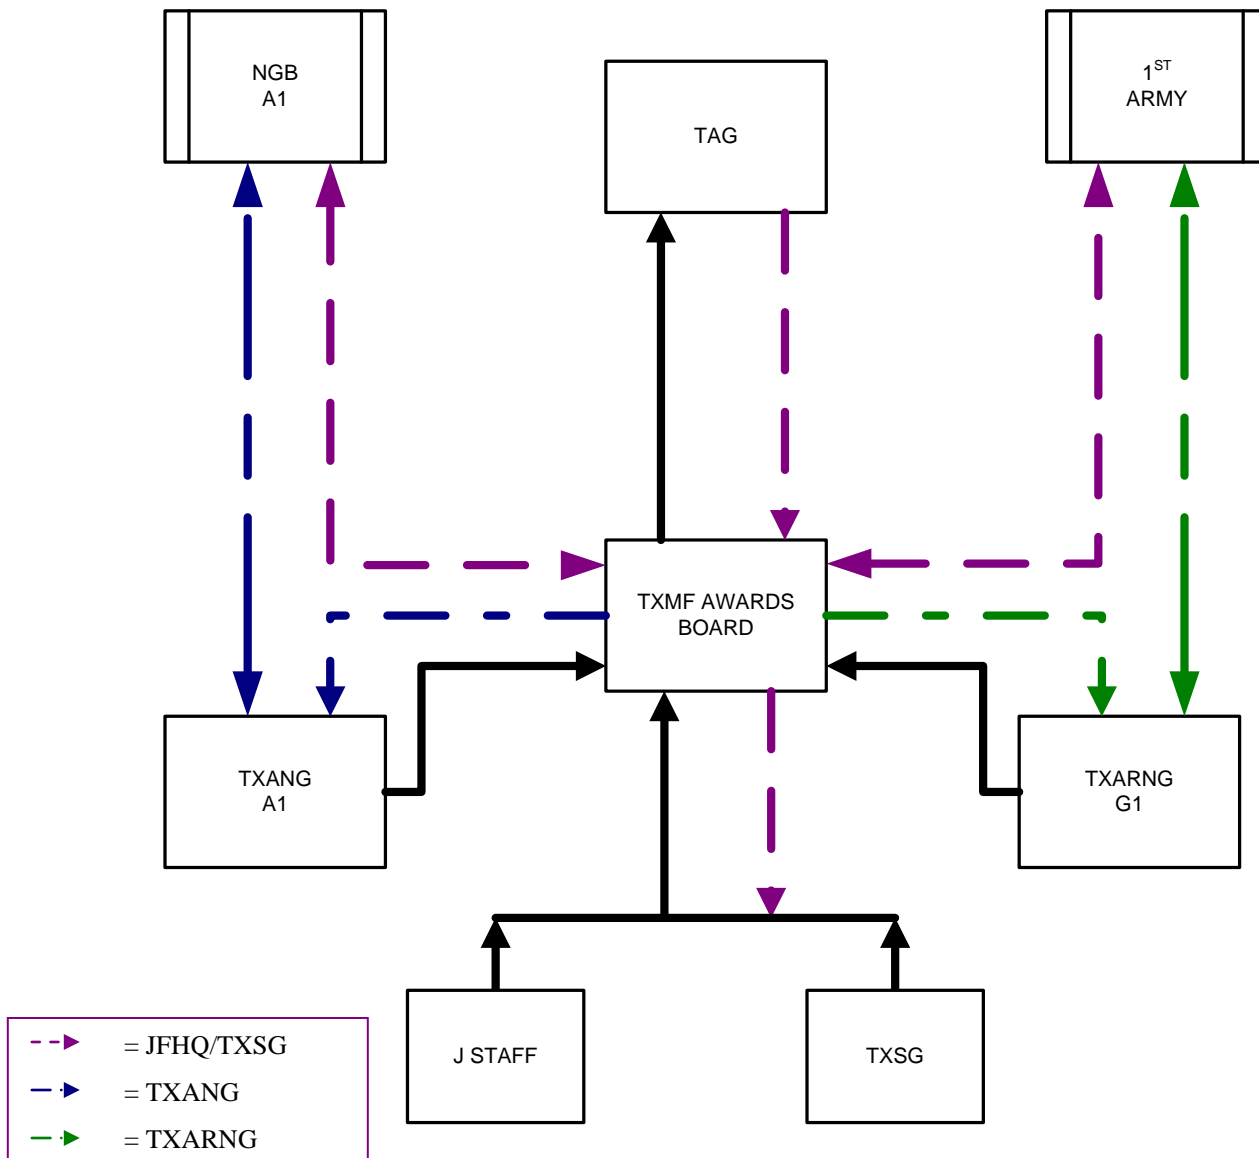 NGB
A1
TAG
1ST
ARMY
TXMF AWARDS
BOARD
TXANG
A1
TXARNG
G1
J STAFF
TXSG
= JFHQ/TXSG
= TXANG
= TXARNG